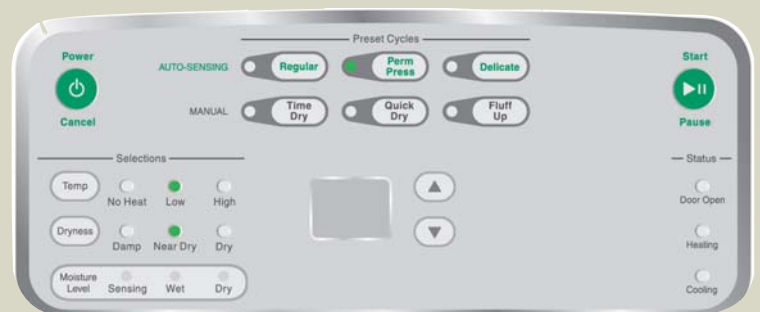 Preset Cycles
Power
AUTO-SENSING Regular Perm Press Delicate
Start
Cancel
MANUAL Time Dry Quick Dry Fluff Up
Pause
Selections
Status
Temp No Heat Low High
Door Open
Dryness Damp Near Dry Dry
Heating
Moisture Level Sensing Wet Dry
Cooling